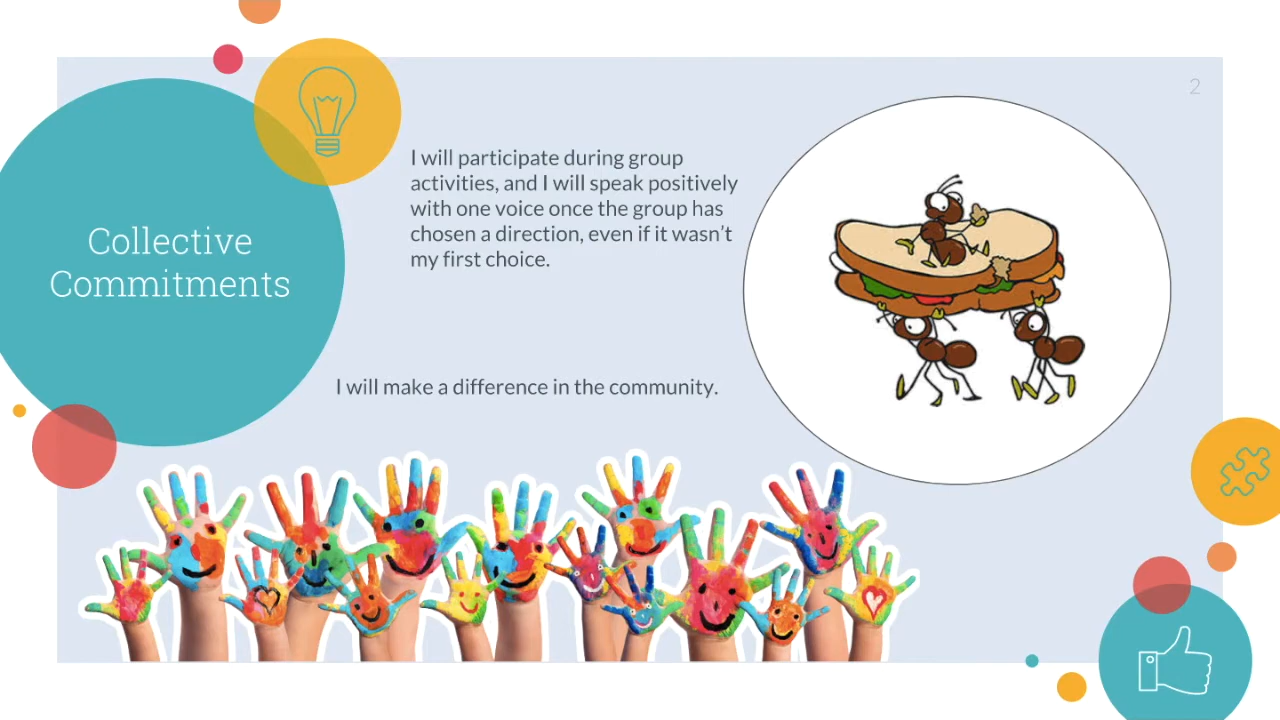 2
Collective
Commitments
I will participate during group
activities, and I will speak positively
with one voice once the group has
chosen a direction, even if it wasn’t
my first choice.
I will make a difference in the community.